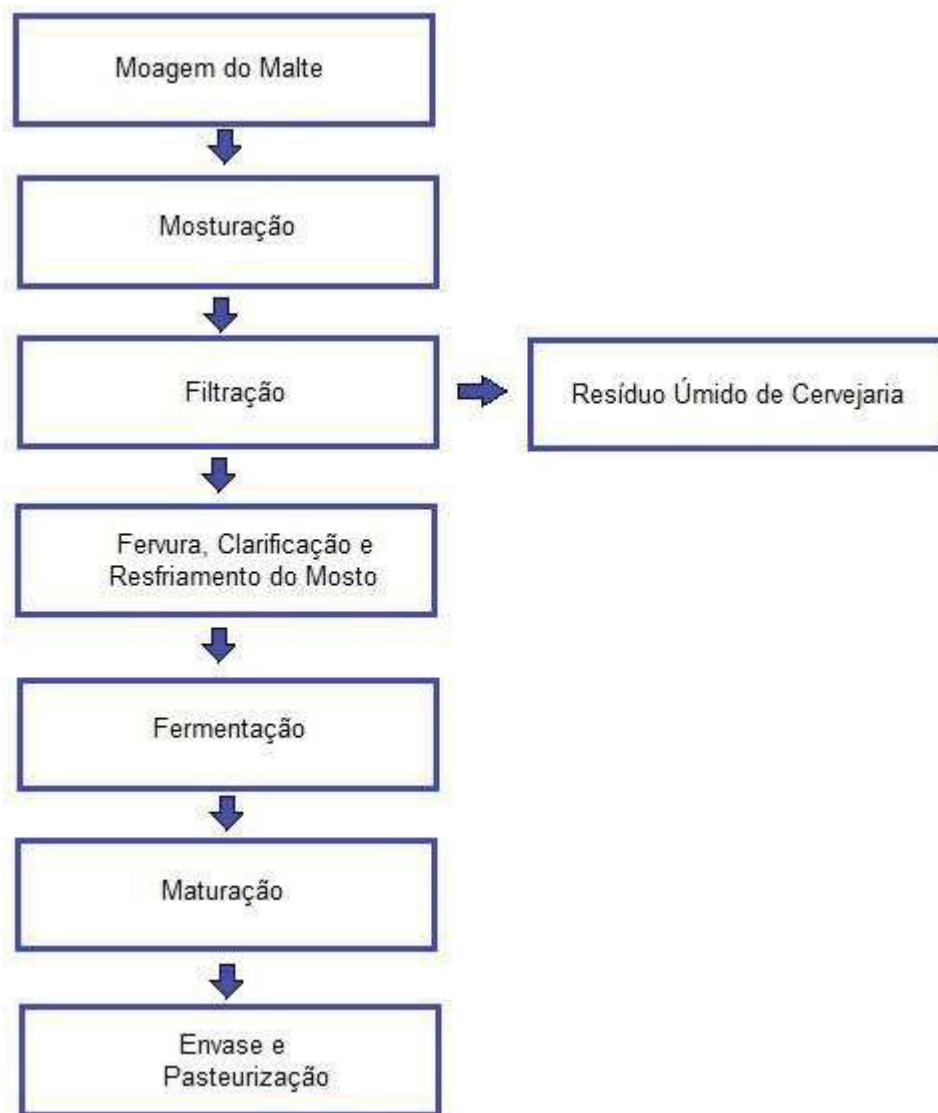 Moagem do Malte
Mosturação
Filtração
Resíduo Úmido de Cervejaria
Fervura, Clarificação e
Resfriamento do Mosto
Fermentação
Maturação
Envase e
Pasteurização